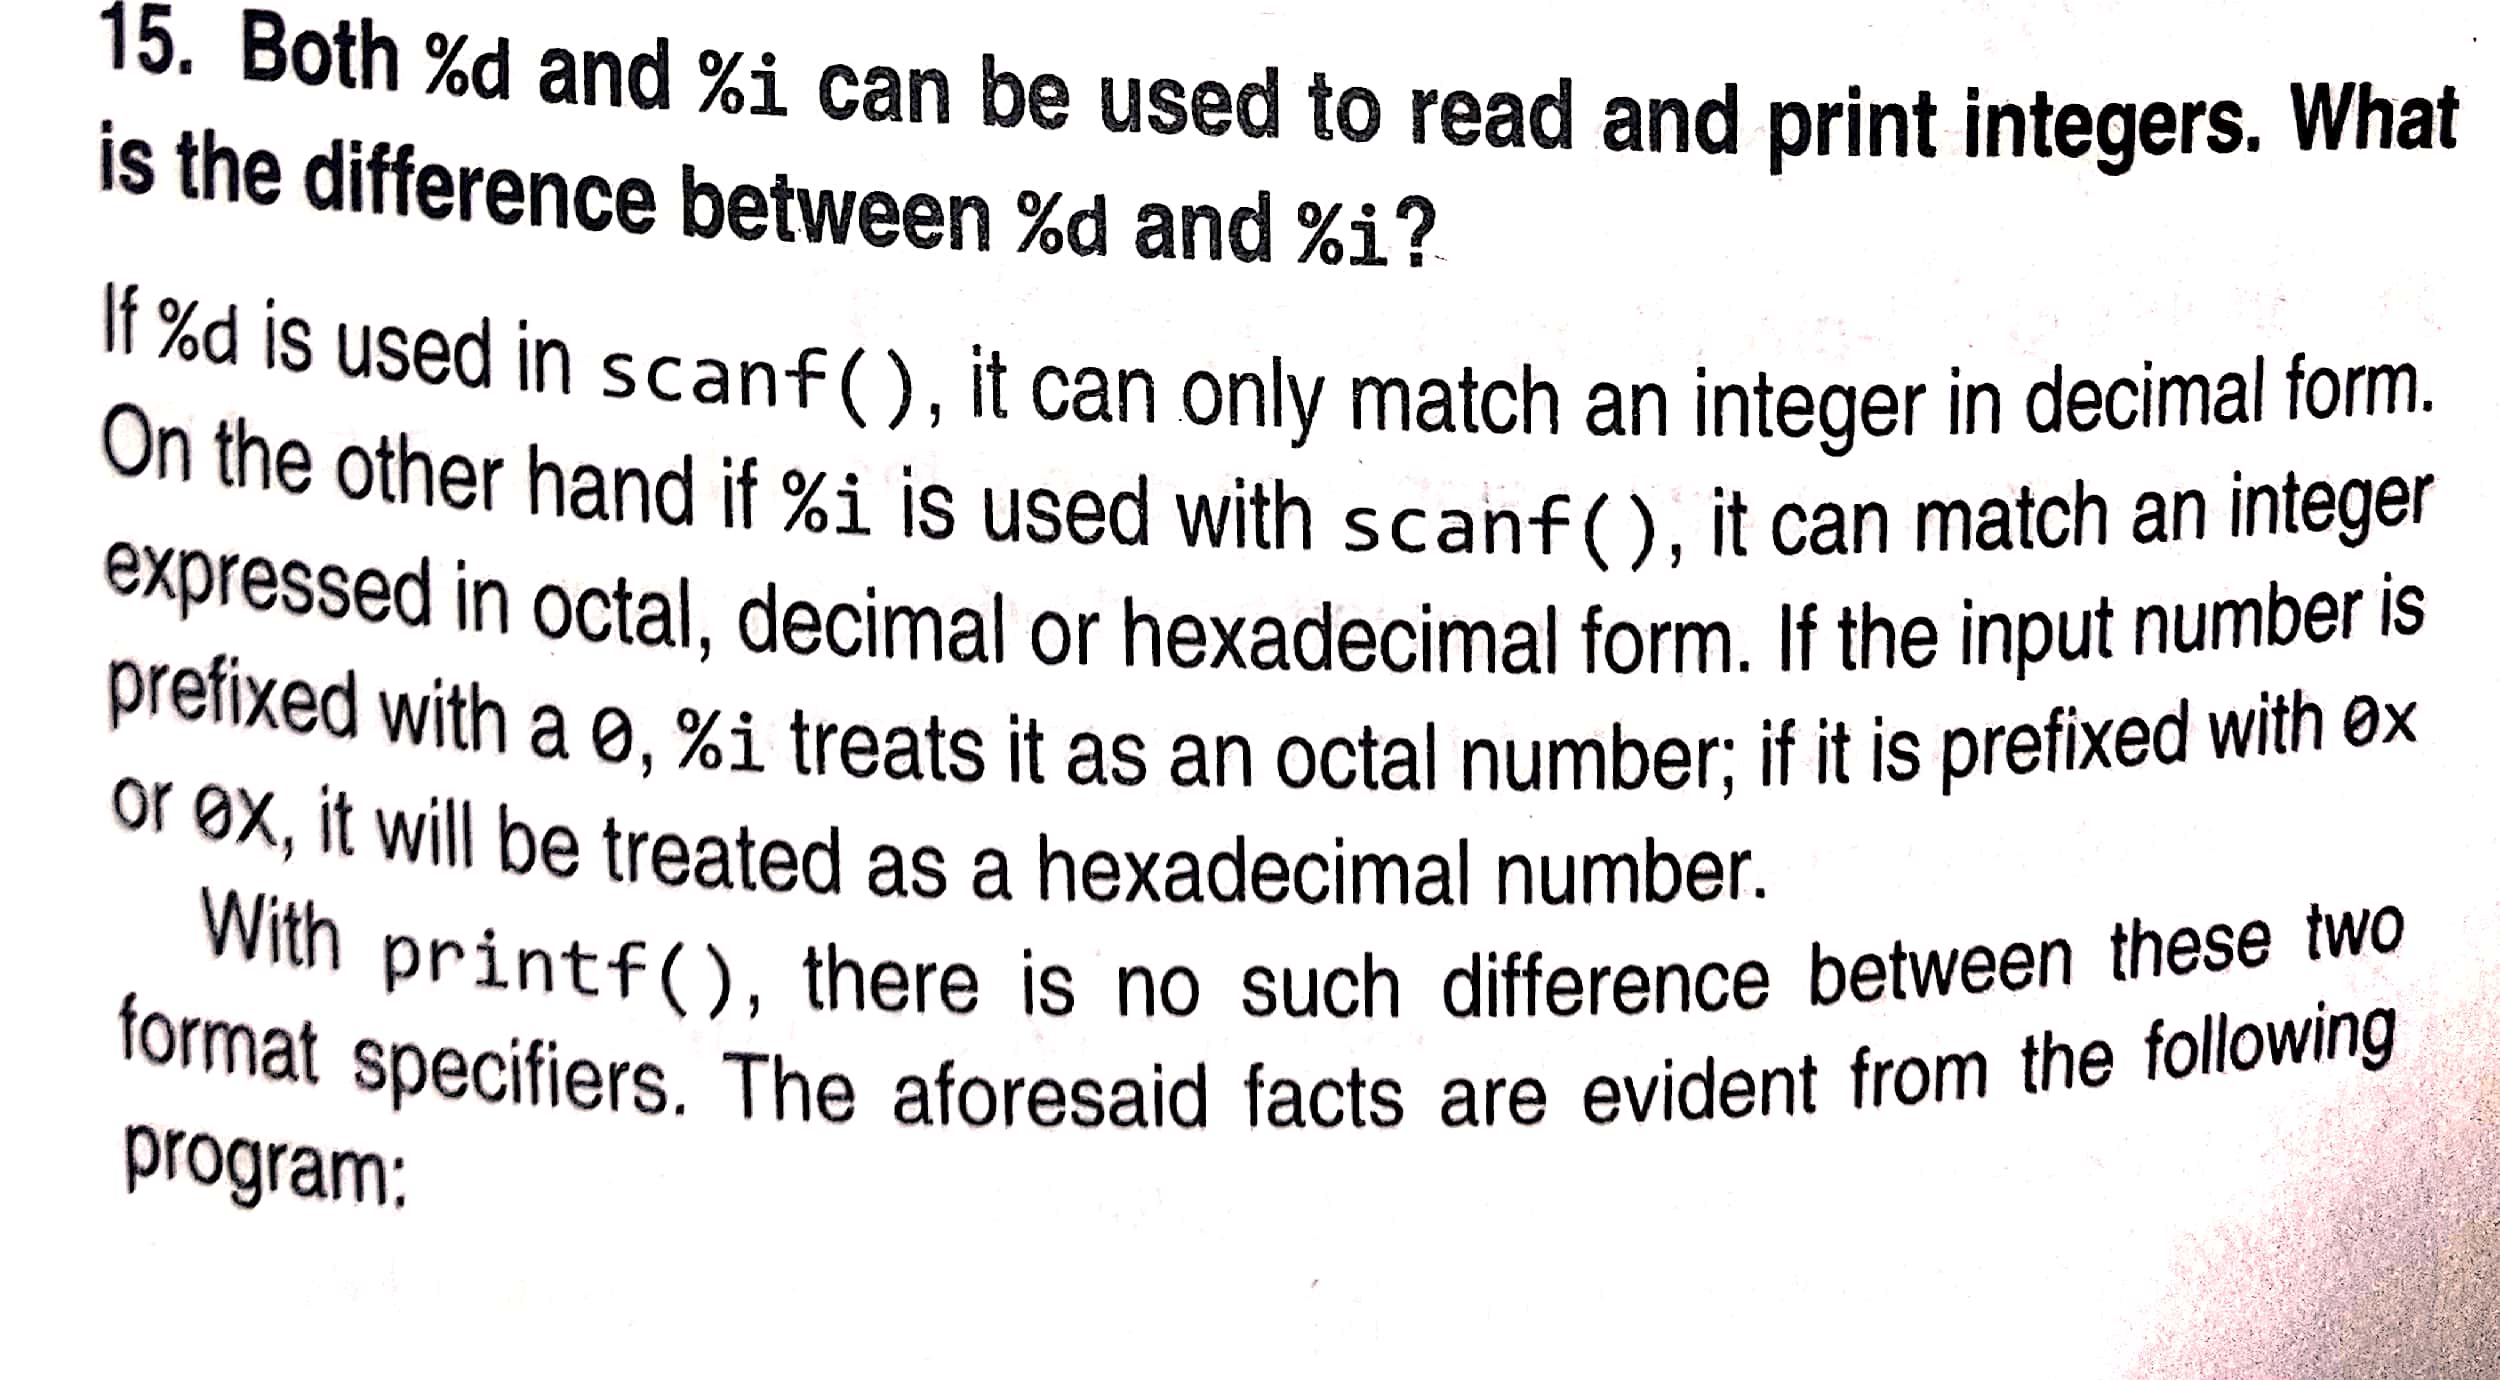 15. Both %d and %i can be used to read and print integers. What
is the difference between %d and %i?
If %d is used in scanf(), it can only match an integer in decimal form.
On the other hand if %i is used with scanf(), it can match an integer
expressed in octal, decimal or hexadecimal form. If the input number is
prefixed with a 0, %i treats it as an octal number; if it is prefixed with 0x
or 0X, it will be treated as a hexadecimal number.
With printf(), there is no such difference between these two
format specifiers. The aforesaid facts are evident from the following
program: